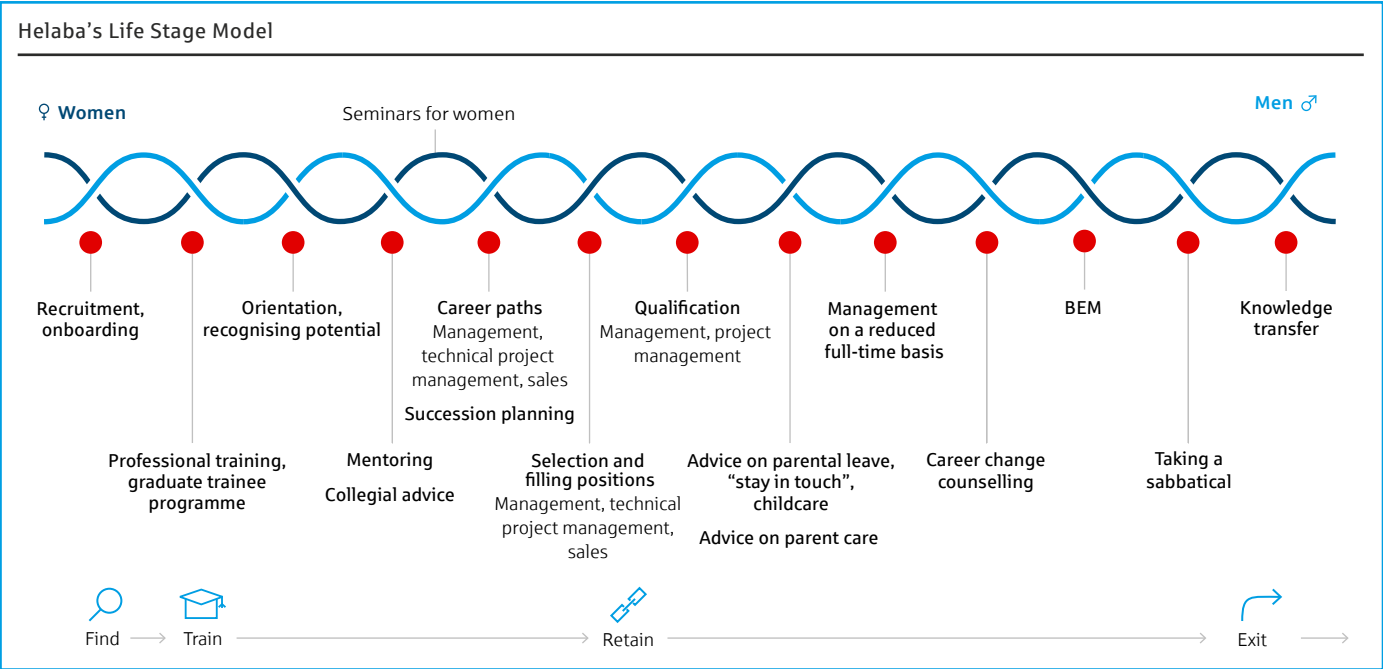 Helaba's Life Stage Model
♀ Women
Seminars for women
Men ♂
Recruitment,
onboarding
Orientation,
recognising potential
Career paths
Management,
technical project
management, sales
Succession planning
Qualification
Management, project
management
Management
on a reduced
full-time basis
BEM
Knowledge
transfer
Professional training,
graduate trainee
programme
Mentoring
Collegial advice
Selection and
filling positions
Management, technical
project management,
sales
Advice on parental leave,
“stay in touch”,
childcare
Advice on parent care
Career change
counselling
Taking a
sabbatical
Find
Train
Retain
Exit